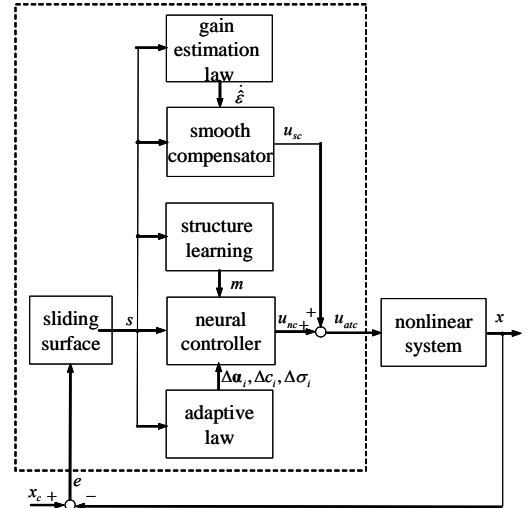 gain
estimation
law
ε̂̇
smooth
compensator
u_sc
structure
learning
m
sliding
surface
s
neural
controller
u_nc +
+
u_atc
nonlinear
system
x
Δα_i, Δc_i, Δσ_i
adaptive
law
e
x_c + −